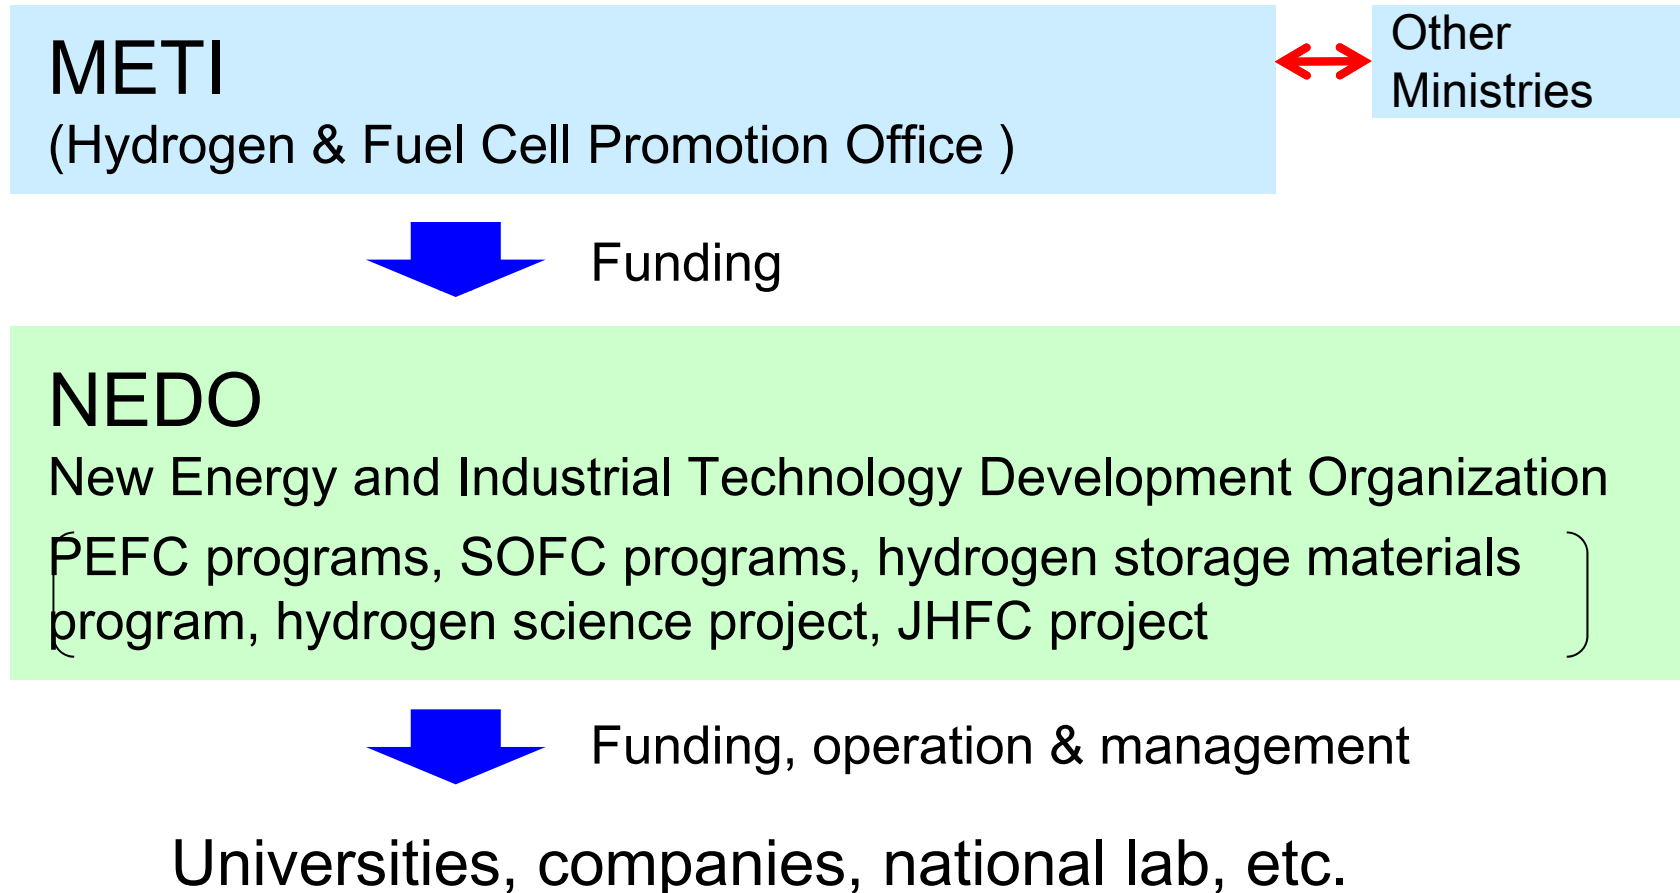 METI
(Hydrogen & Fuel Cell Promotion Office )
Other
Ministries
Funding
NEDO
New Energy and Industrial Technology Development Organization
PEFC programs, SOFC programs, hydrogen storage materials
program, hydrogen science project, JHFC project
Funding, operation & management
Universities, companies, national lab, etc.